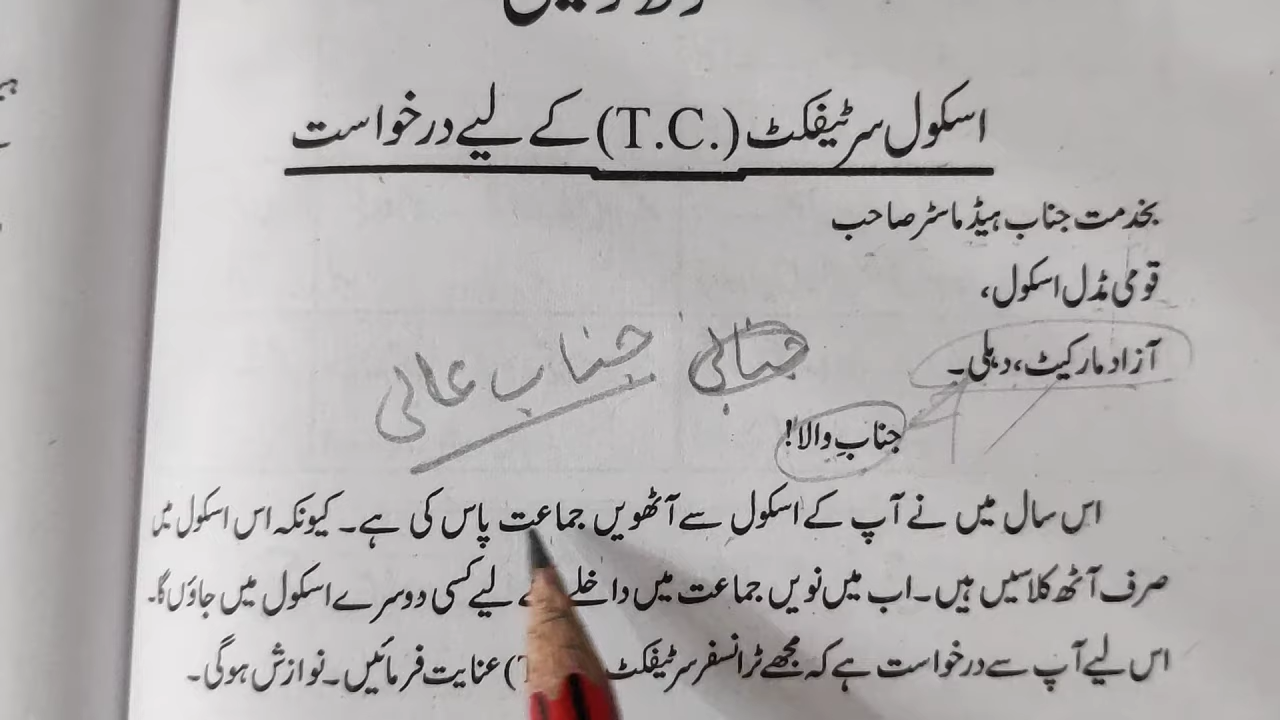 اسکول سرٹیفکٹ (T.C.) کے لیے درخواست
بخدمت جناب ہیڈ ماسٹر صاحب
قومی مڈل اسکول،
آزاد مارکیٹ، دہلی۔
جناب عالی
جنابِ والا!
اس سال میں نے آپ کے اسکول سے آٹھویں جماعت پاس کی ہے۔ کیونکہ اس اسکول میں
صرف آٹھ کلاسیں ہیں۔ اب میں نویں جماعت میں داخلے کے لیے کسی دوسرے اسکول میں جاؤں گا۔
اس لیے آپ سے درخواست ہے کہ مجھے ٹرانسفر سرٹیفکٹ عنایت فرمائیں۔ نوازش ہوگی۔